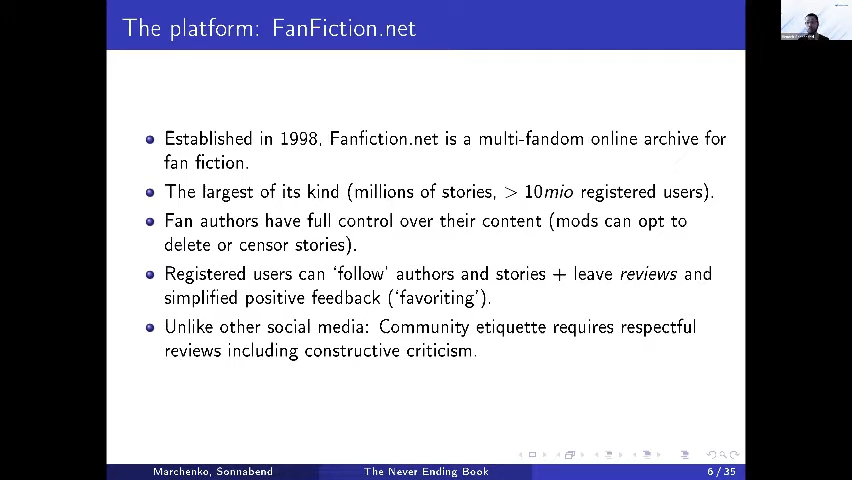 The platform: FanFiction.net
Established in 1998, Fanfiction.net is a multi-fandom online archive for
fan fiction.
The largest of its kind (millions of stories, > 10mio registered users).
Fan authors have full control over their content (mods can opt to
delete or censor stories).
Registered users can ‘follow’ authors and stories + leave reviews and
simplified positive feedback (‘favoriting’).
Unlike other social media: Community etiquette requires respectful
reviews including constructive criticism.
Marchenko, Sonnabend
The Never Ending Book
6 / 35